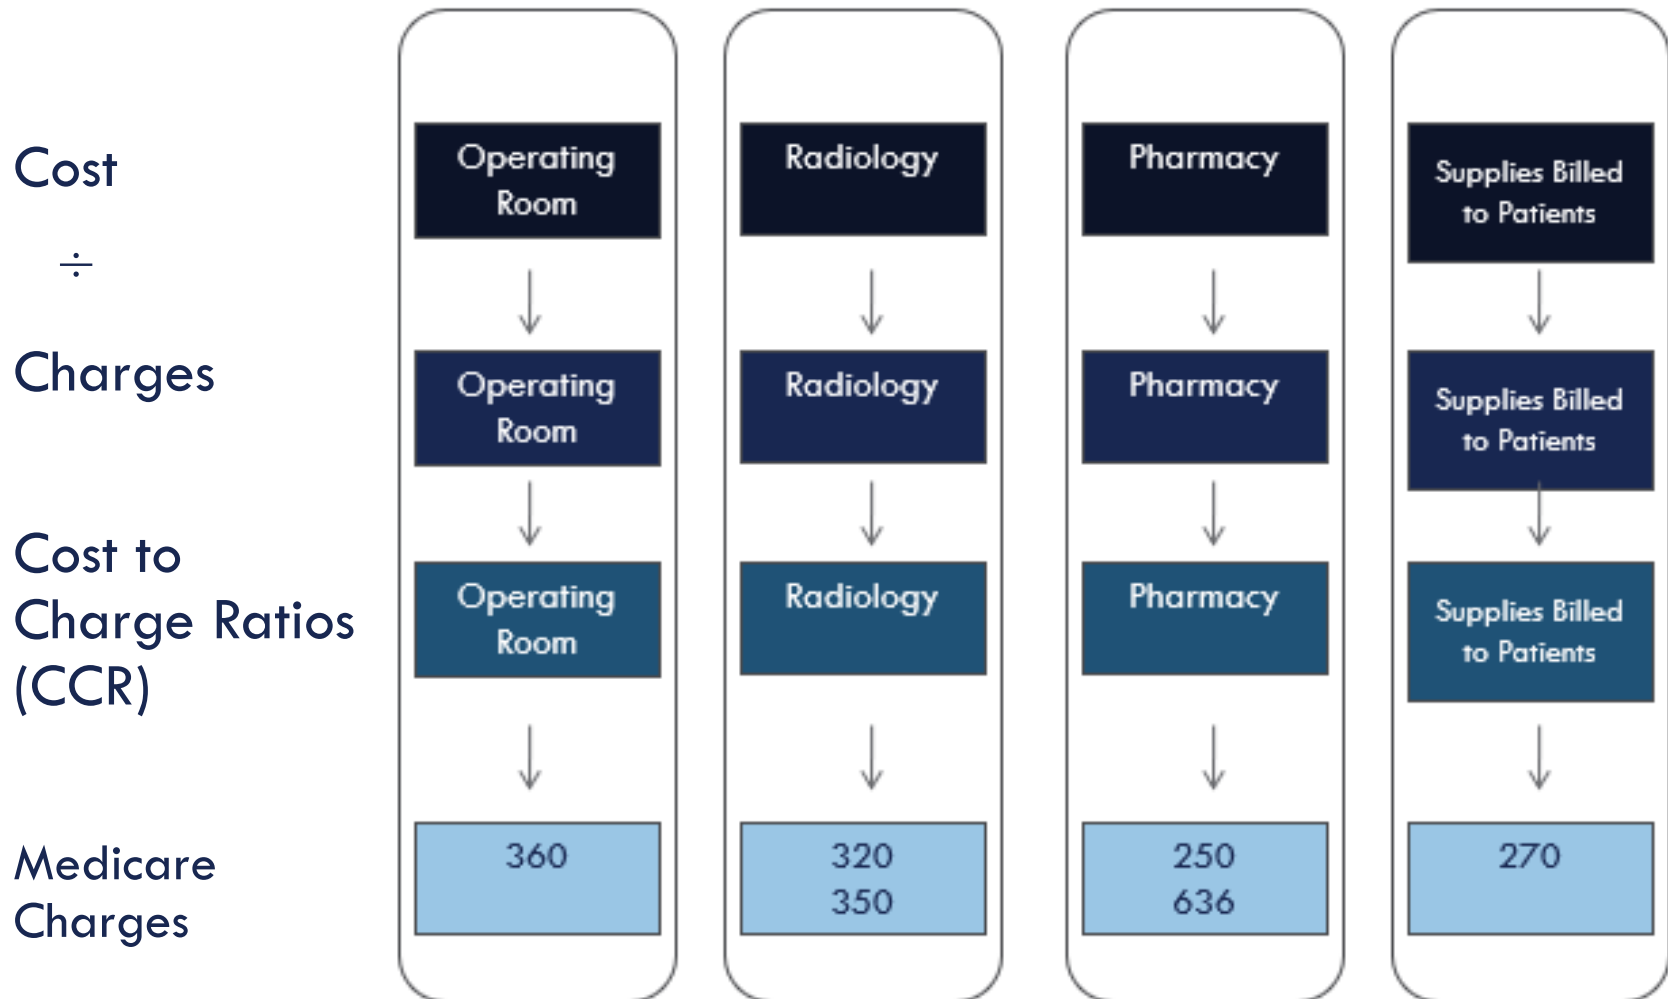 Cost
Operating
Room
Radiology
Pharmacy
Supplies Billed
to Patients
÷
Charges
Operating
Room
Radiology
Pharmacy
Supplies Billed
to Patients
Cost to
Charge Ratios
(CCR)
Operating
Room
Radiology
Pharmacy
Supplies Billed
to Patients
Medicare
Charges
360
320
350
250
636
270